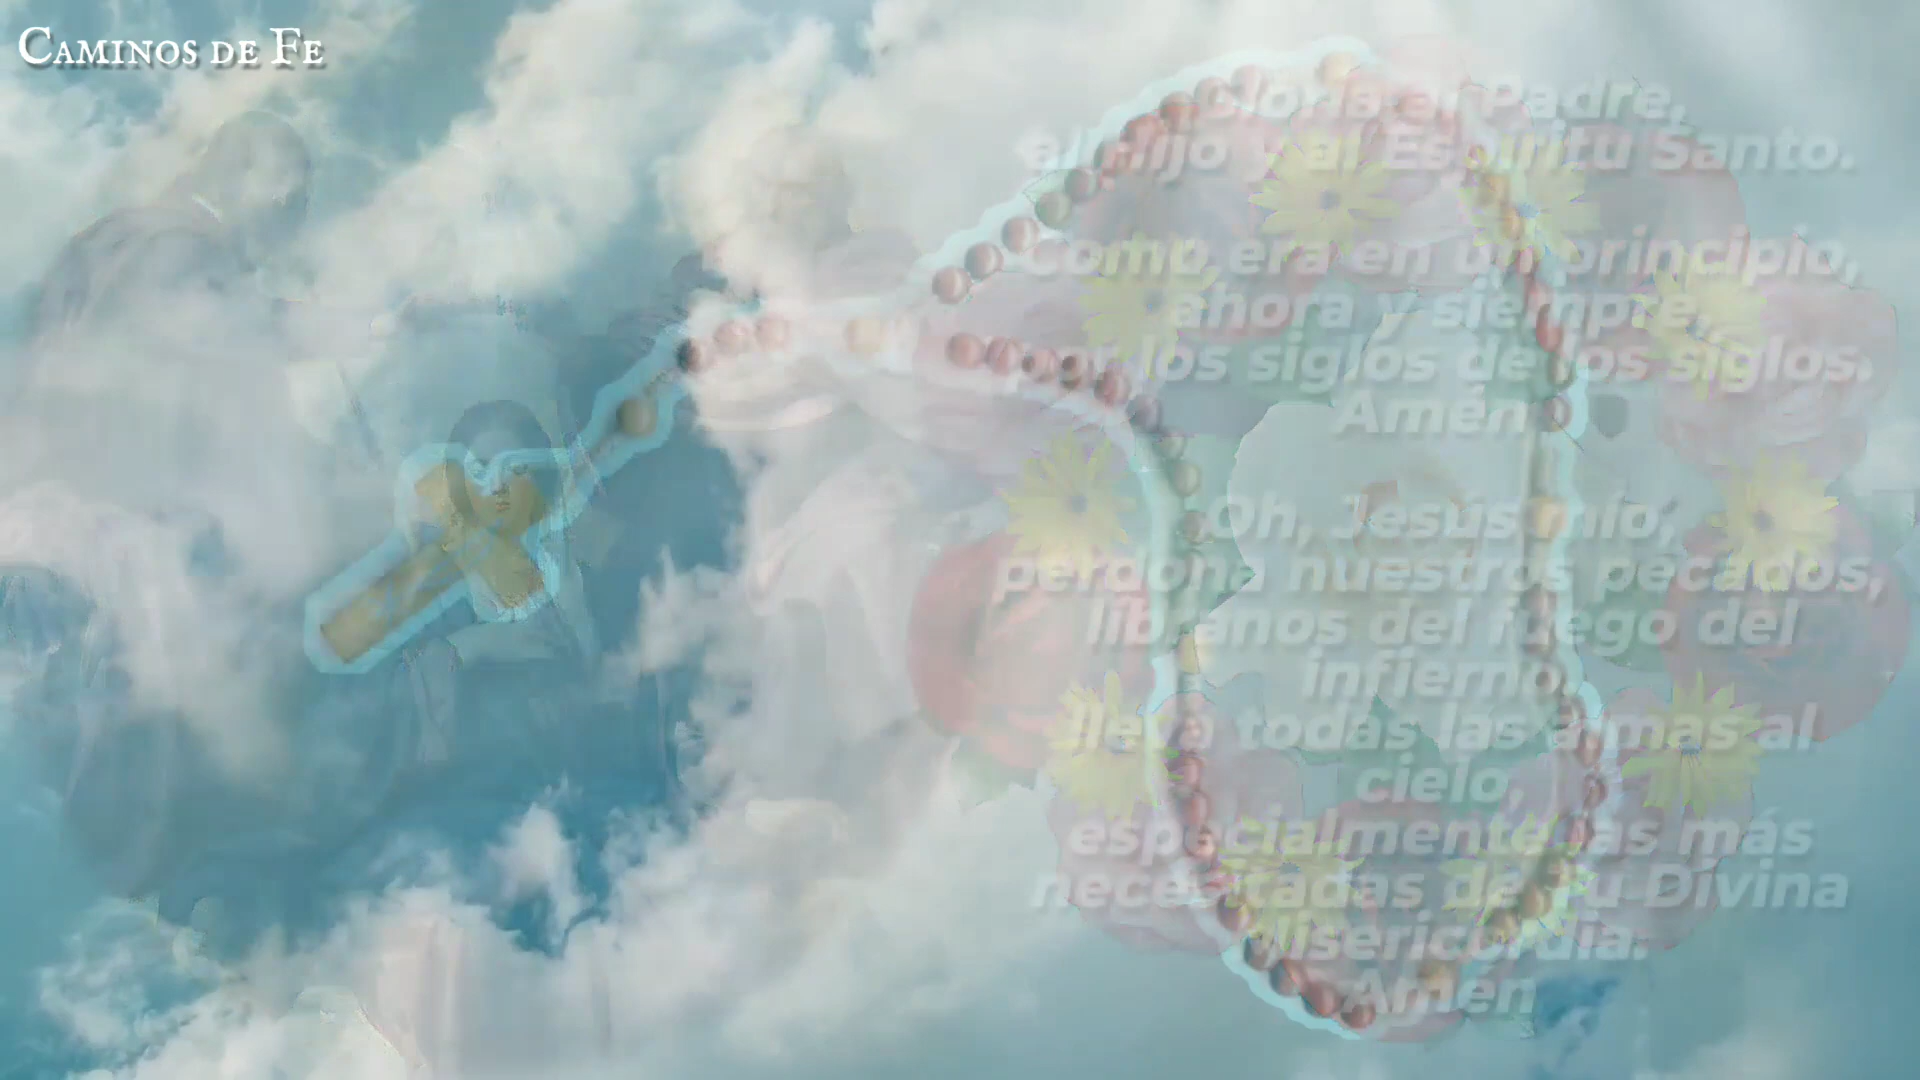 Caminos de Fe
Gloria al Padre,
al Hijo y al Espíritu Santo.
Como era en un principio,
ahora y siempre,
por los siglos de los siglos.
Amén
Oh, Jesús mío,
perdona nuestros pecados,
líbranos del fuego del
infierno,
lleva todas las almas al
cielo,
especialmente las más
necesitadas de Tu Divina
Misericordia.
Amén